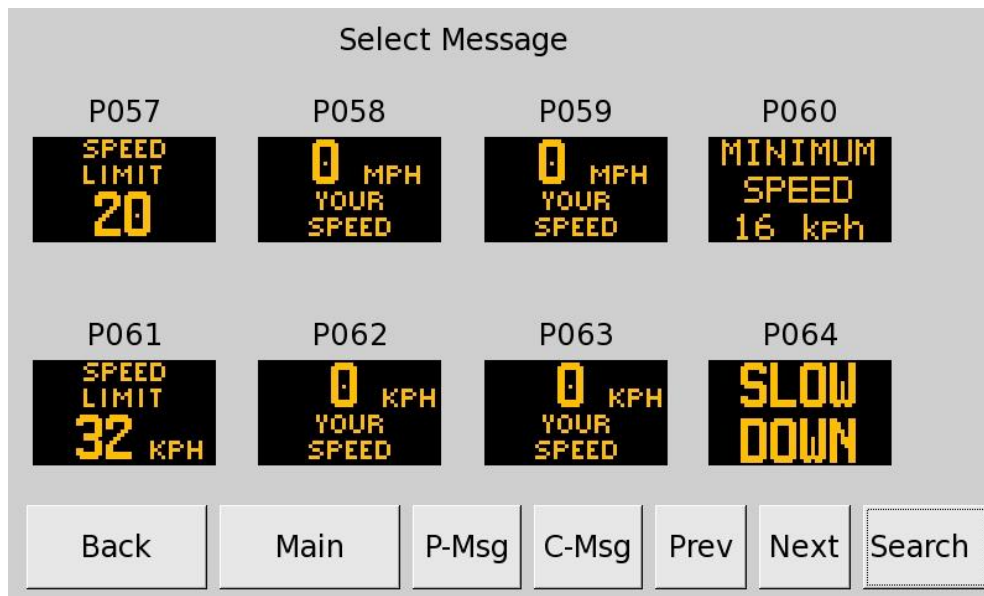 Select Message
P057 P058 P059 P060
SPEED
LIMIT
20
0 MPH
YOUR
SPEED
0 MPH
YOUR
SPEED
MINIMUM
SPEED
16 kph
P061 P062 P063 P064
SPEED
LIMIT
32 KPH
0 KPH
YOUR
SPEED
0 KPH
YOUR
SPEED
SLOW
DOWN
Back Main P-Msg C-Msg Prev Next Search